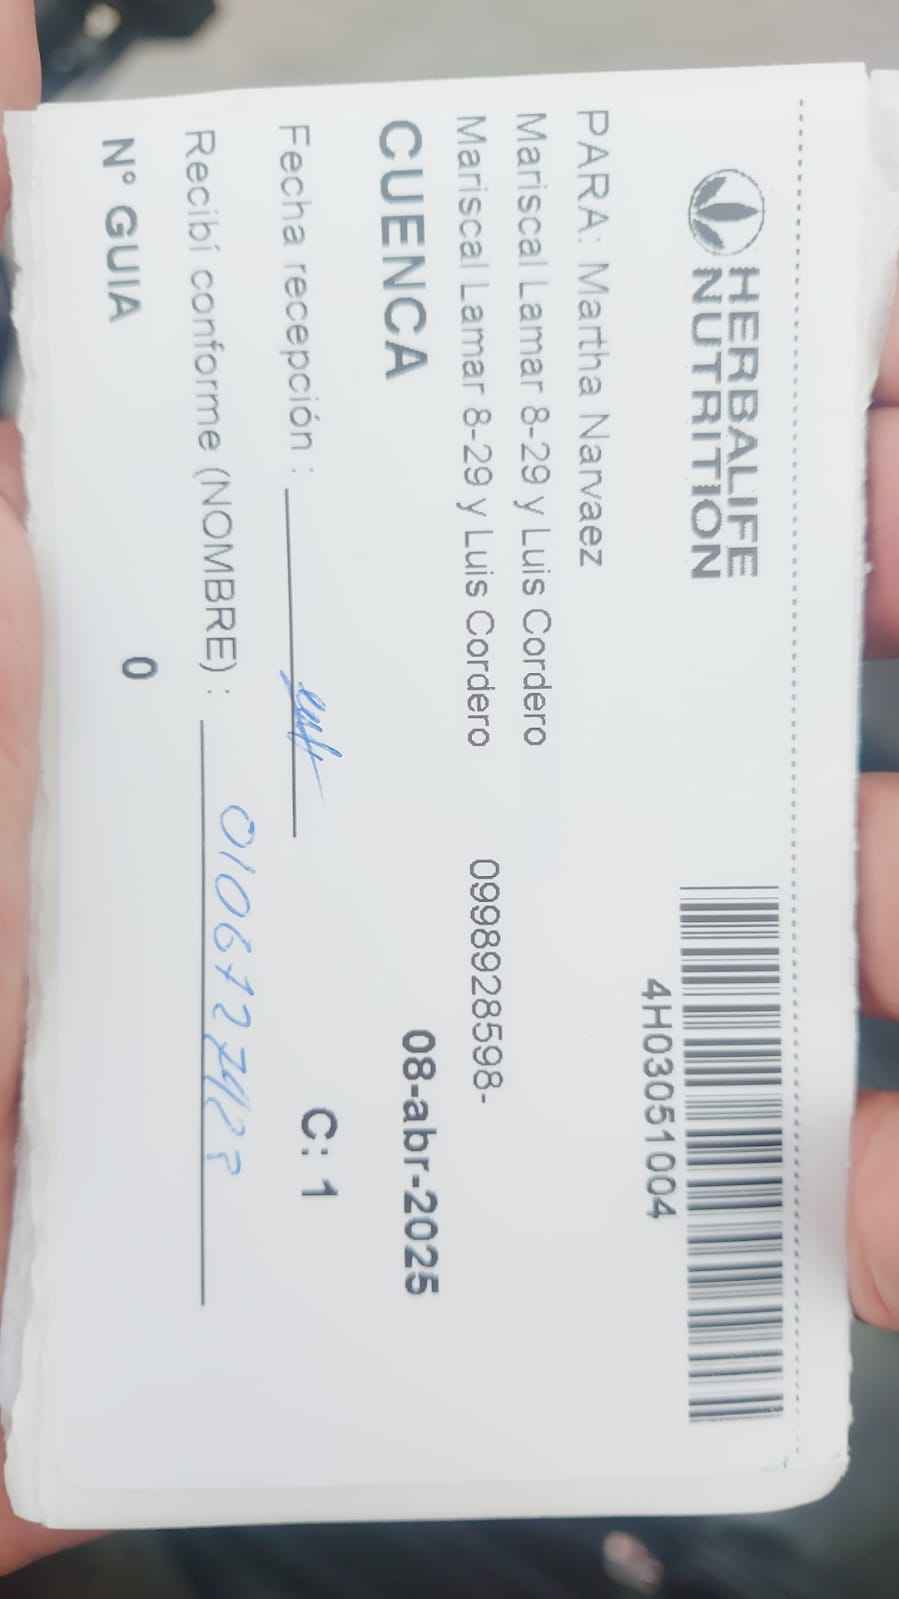 HERBALIFE
NUTRITION
4H03051004
PARA: Martha Narvaez
Mariscal Lamar 8-29 y Luis Cordero
Mariscal Lamar 8-29 y Luis Cordero 0998928598-
CUENCA 08-abr-2025
Fecha recepción : C: 1
Recibí conforme (NOMBRE) :
N° GUIA 0